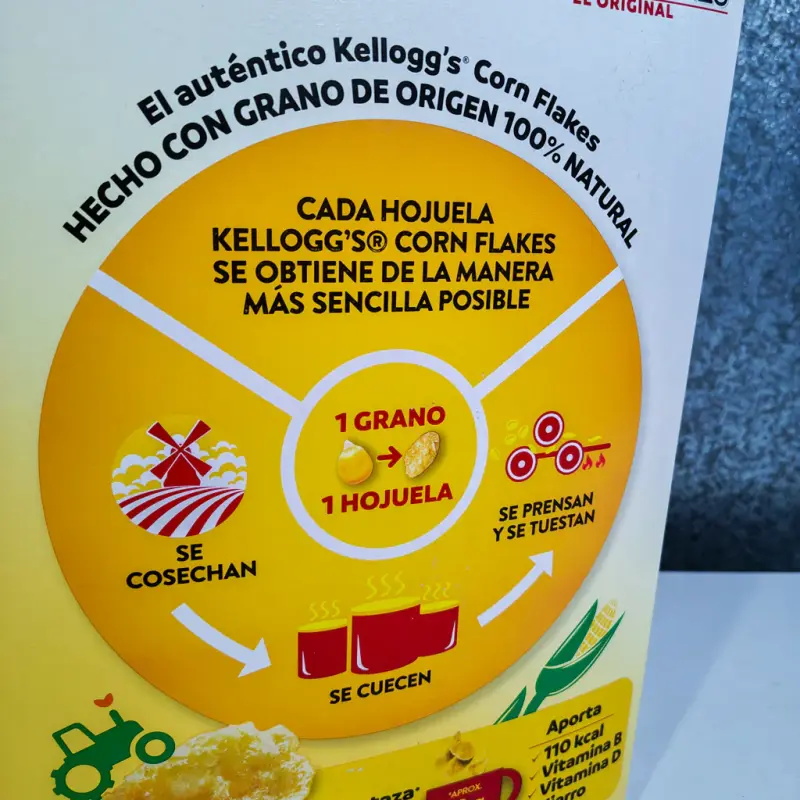 EL ORIGINAL
El auténtico Kellogg's® Corn Flakes
HECHO CON GRANO DE ORIGEN 100% NATURAL
CADA HOJUELA
KELLOGG'S® CORN FLAKES
SE OBTIENE DE LA MANERA
MÁS SENCILLA POSIBLE
1 GRANO
1 HOJUELA
SE
COSECHAN
SE CUECEN
SE PRENSAN
Y SE TUESTAN
Aporta
110 kcal
Vitamina B
Vitamina D
*APROX.